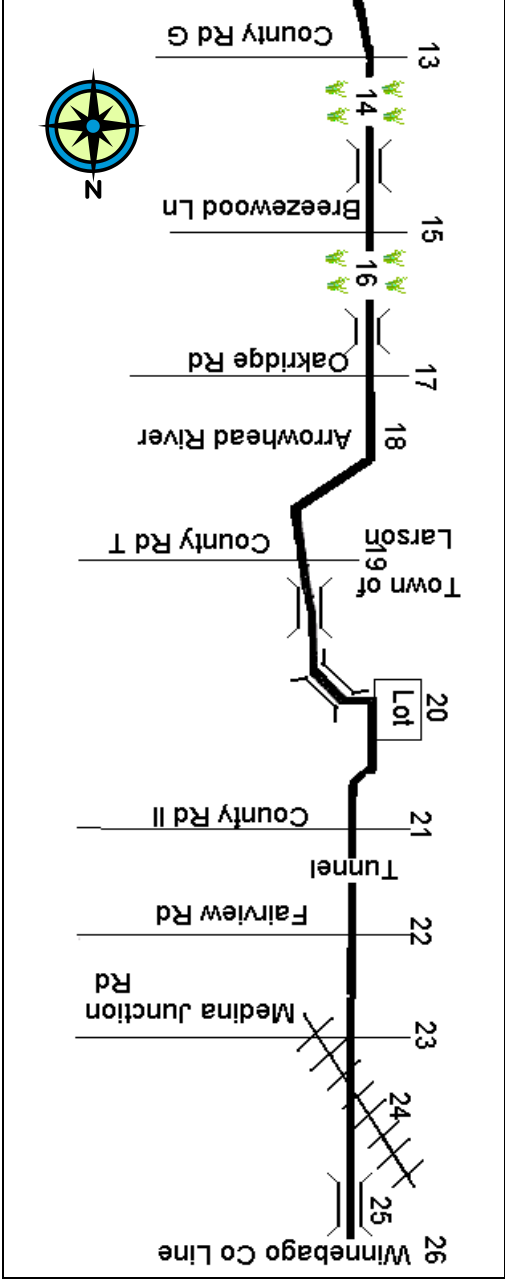 County Rd G
13
14
N
Breezewood Ln
15
16
Oakridge Rd
17
Arrowhead River
18
County Rd T
19
Town of
Larson
20
Lot
County Rd II
21
Tunnel
Fairview Rd
22
Medina Junction
Rd
23
24
25
Winnebago Co Line
26